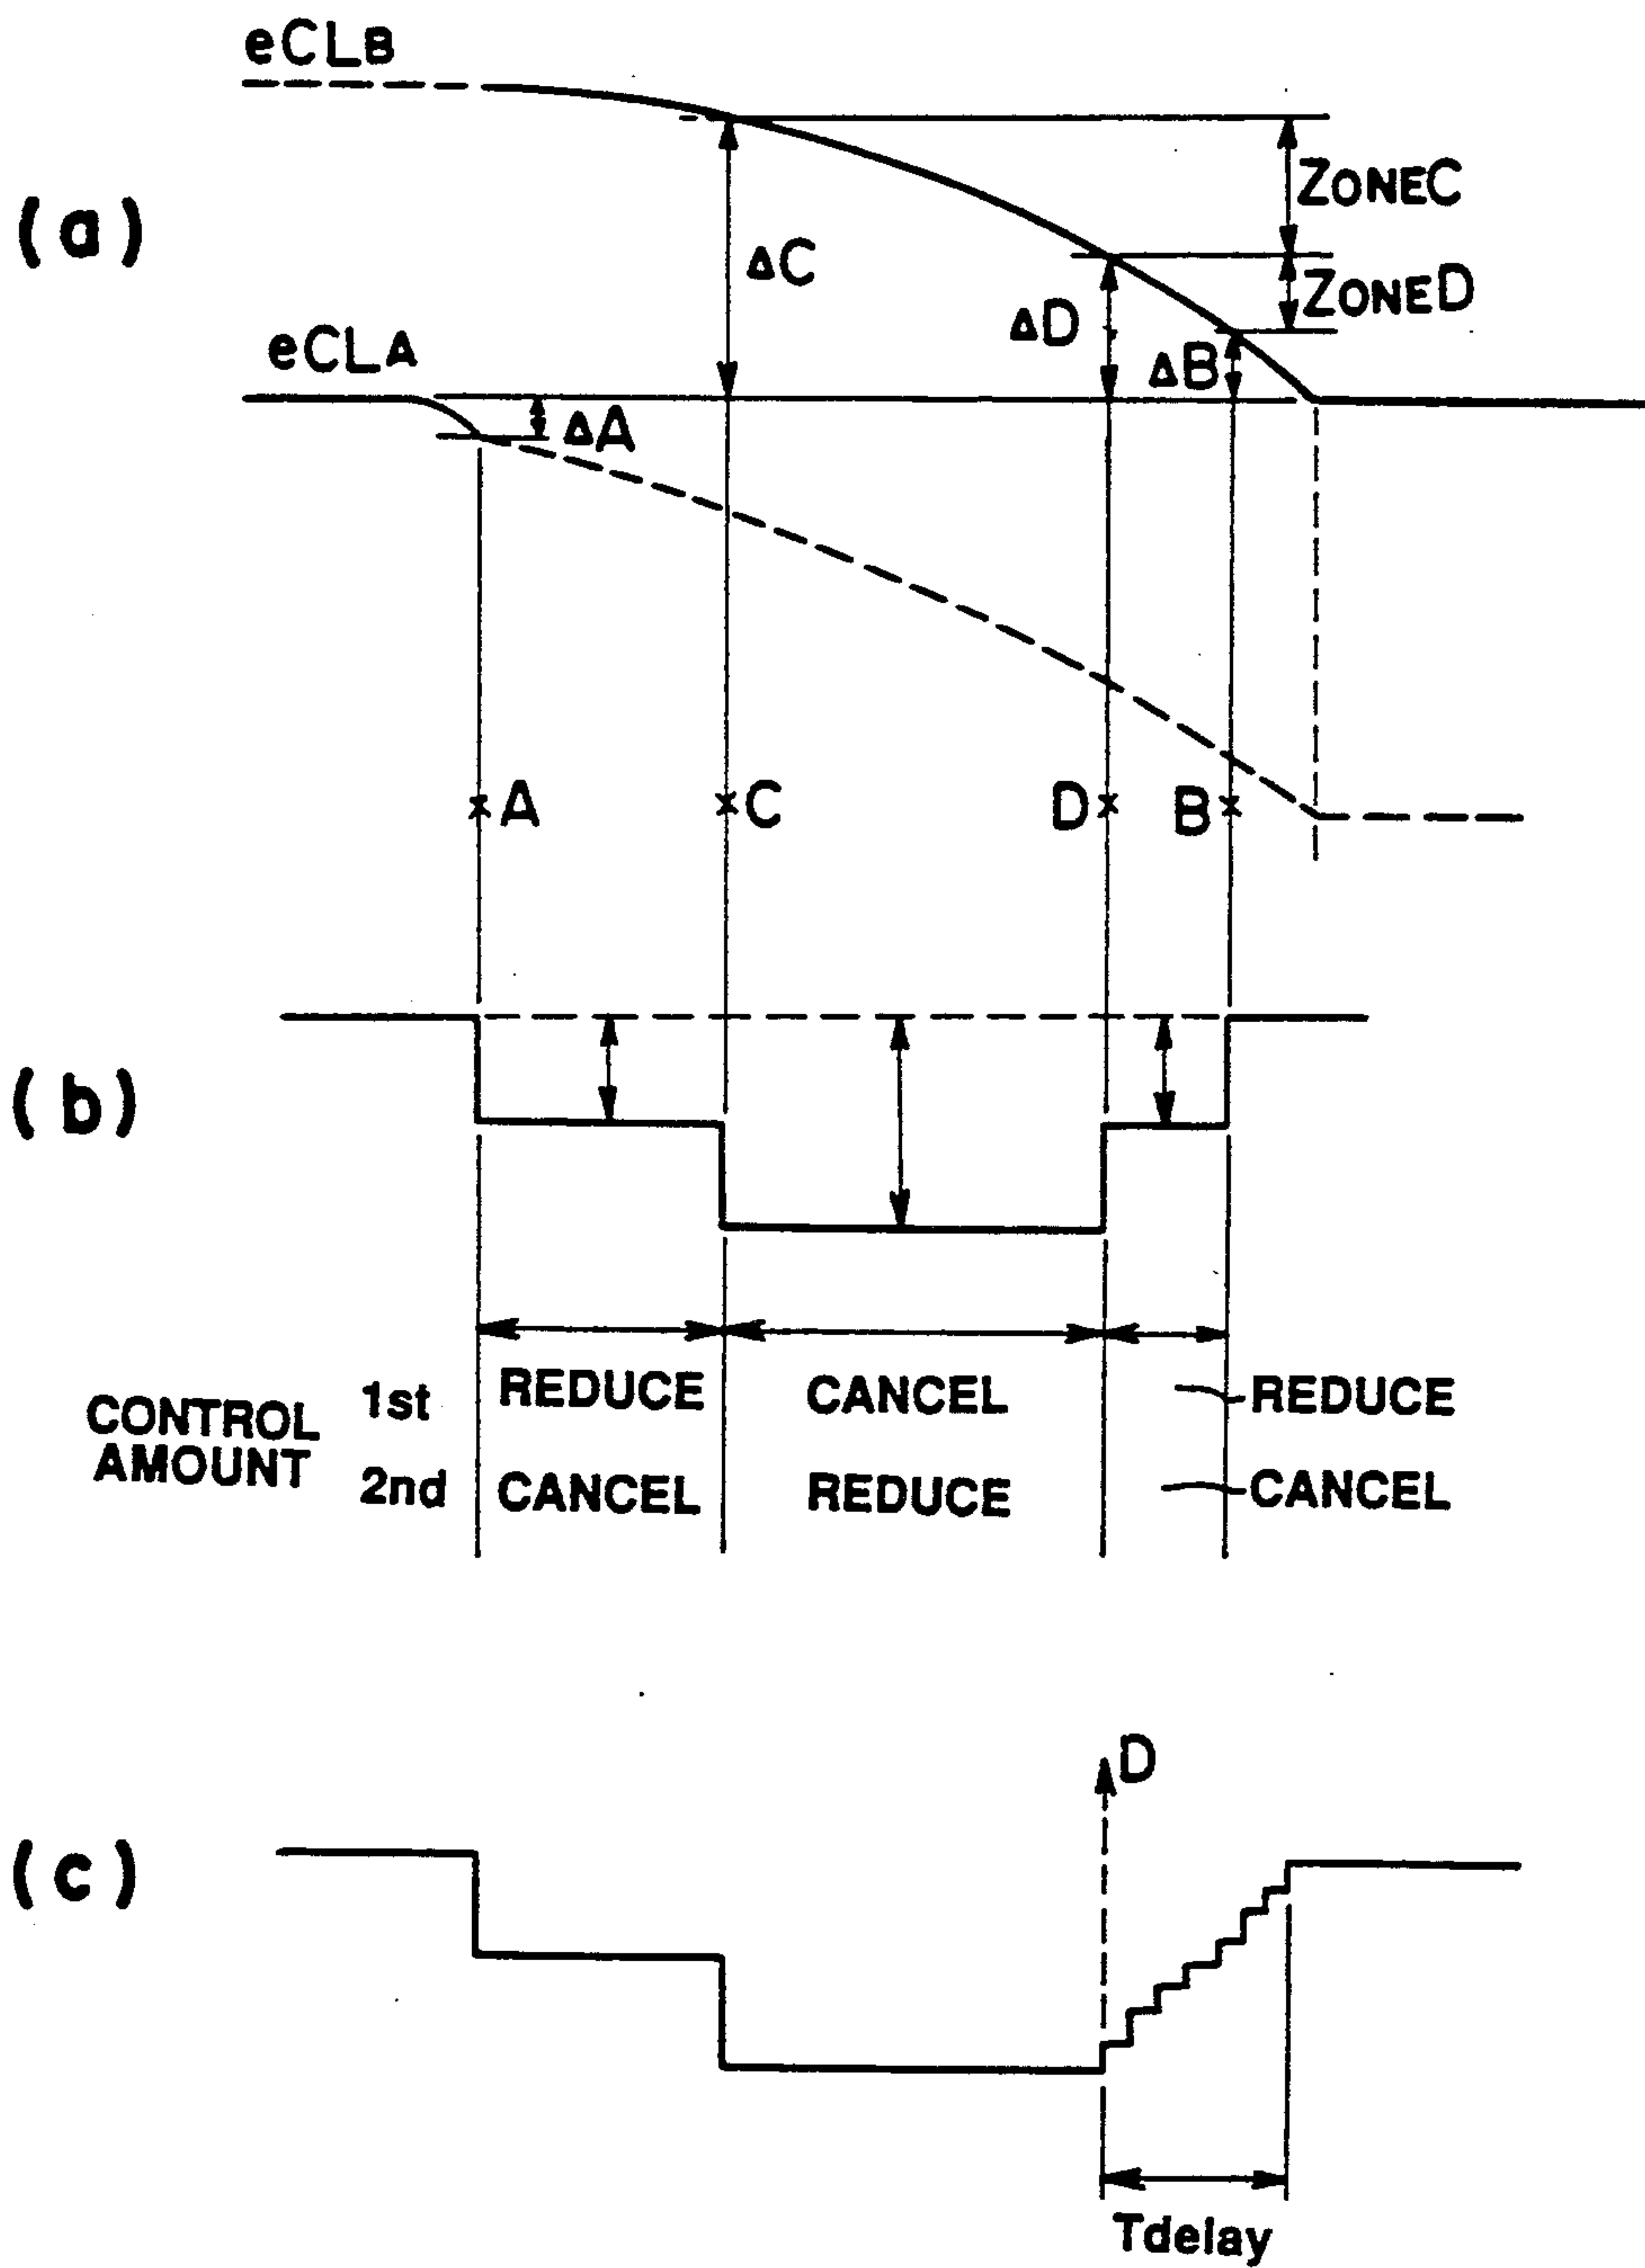 eCLB
(a)
ZONEC
ΔC
ZONED
ΔD
eCLA
ΔB
ΔA
A
C
D
B
(b)
CONTROL AMOUNT
1st REDUCE CANCEL REDUCE
2nd CANCEL REDUCE CANCEL
D
(c)
Tdelay